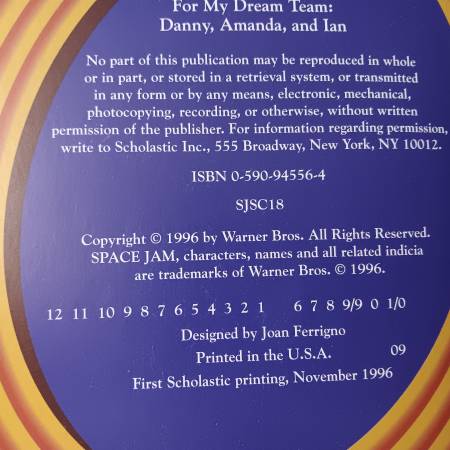 For My Dream Team:
Danny, Amanda, and Ian
No part of this publication may be reproduced in whole
or in part, or stored in a retrieval system, or transmitted
in any form or by any means, electronic, mechanical,
photocopying, recording, or otherwise, without written
permission of the publisher. For information regarding permission,
write to Scholastic Inc., 555 Broadway, New York, NY 10012.
ISBN 0-590-94556-4
SJSC18
Copyright © 1996 by Warner Bros. All Rights Reserved.
SPACE JAM, characters, names and all related indicia
are trademarks of Warner Bros. © 1996.
12 11 10 9 8 7 6 5 4 3 2 1 6 7 8 9/9 0 1/0
Designed by Joan Ferrigno
Printed in the U.S.A. 09
First Scholastic printing, November 1996